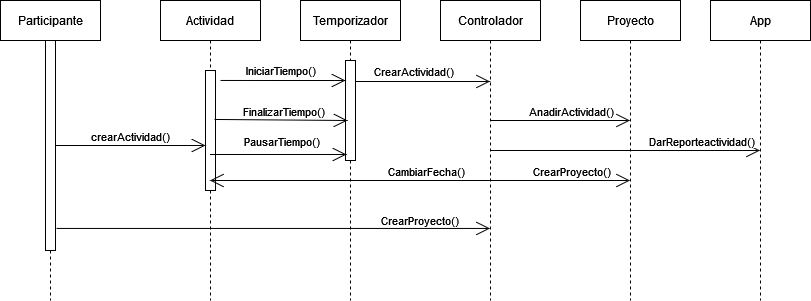 Participante
Actividad
Temporizador
Controlador
Proyecto
App
IniciarTiempo()
CrearActividad()
FinalizarTiempo()
AnadirActividad()
crearActividad()
PausarTiempo()
DarReporteactividad()
CambiarFecha()
CrearProyecto()
CrearProyecto()